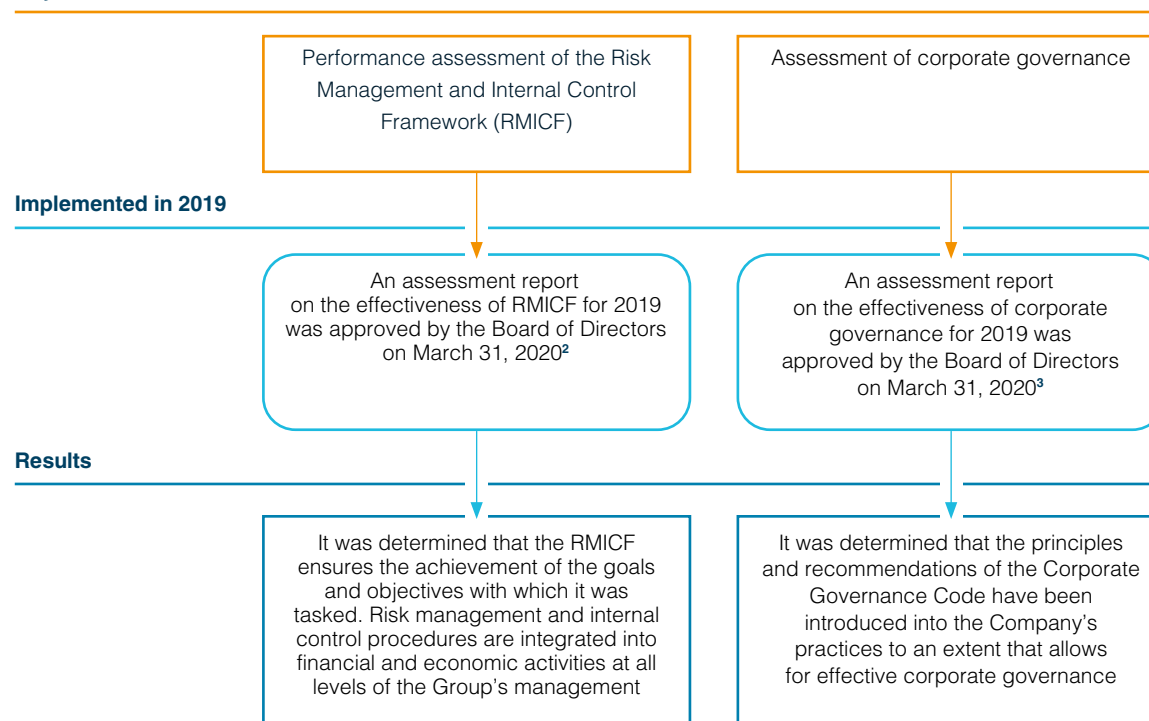 Performance assessment of the Risk
Management and Internal Control
Framework (RMICF)
Assessment of corporate governance
Implemented in 2019
An assessment report
on the effectiveness of RMICF for 2019
was approved by the Board of Directors
on March 31, 2020²
An assessment report
on the effectiveness of corporate
governance for 2019 was
approved by the Board of Directors
on March 31, 2020³
Results
It was determined that the RMICF
ensures the achievement of the goals
and objectives with which it was
tasked. Risk management and internal
control procedures are integrated into
financial and economic activities at all
levels of the Group’s management
It was determined that the principles
and recommendations of the Corporate
Governance Code have been
introduced into the Company’s
practices to an extent that allows
for effective corporate governance